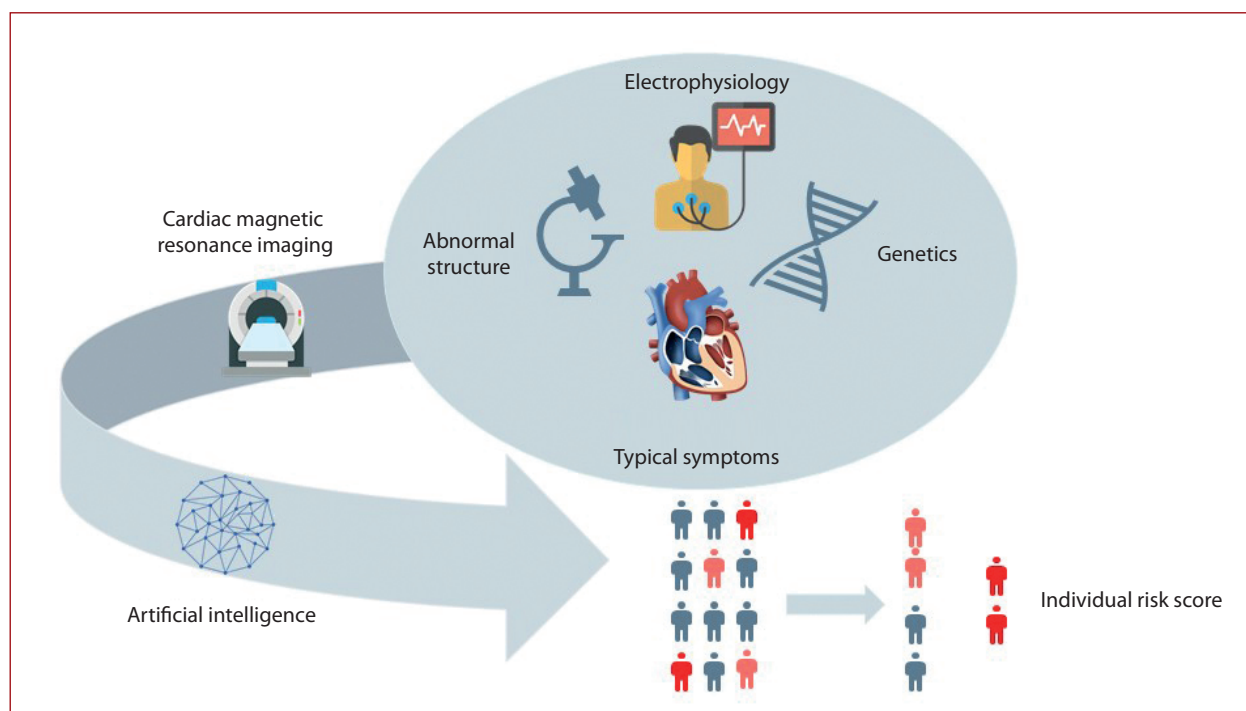 Electrophysiology
Cardiac magnetic
resonance imaging
Abnormal
structure
Genetics
Typical symptoms
Artificial intelligence
Individual risk score